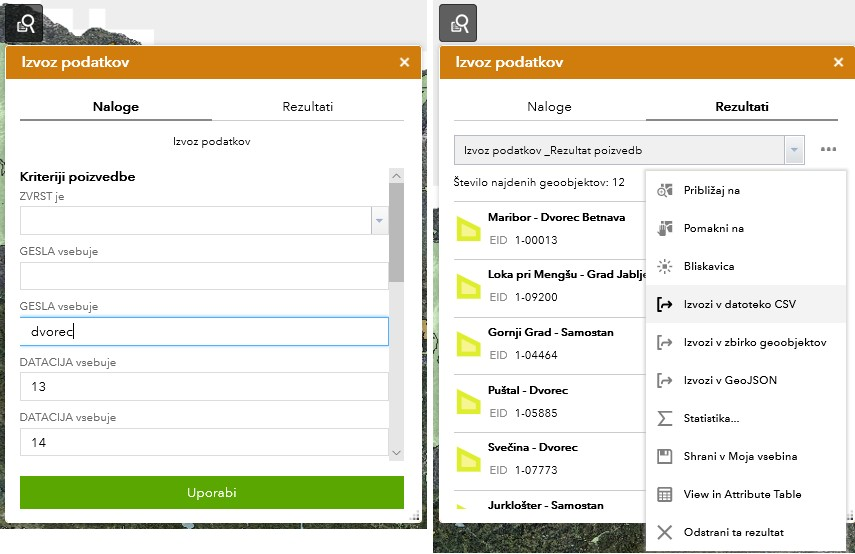 Izvoz podatkov
Naloge
Rezultati
Izvoz podatkov
Kriteriji poizvedbe
ZVRST je
GESLA vsebuje
GESLA vsebuje
dvorec
DATACIJA vsebuje
13
DATACIJA vsebuje
14
Uporabi
Izvoz podatkov
Naloge
Rezultati
Izvoz podatkov _Rezultat poizvedb
Število najdenih geoobjektov: 12
Maribor - Dvorec Betnava
EID 1-00013
Loka pri Mengšu - Grad Jablje
EID 1-09200
Gornji Grad - Samostan
EID 1-04464
Puštal - Dvorec
EID 1-05885
Svečina - Dvorec
EID 1-07773
Jurklošter - Samostan
Približaj na
Pomakni na
Bliskavica
Izvozi v datoteko CSV
Izvozi v zbirko geoobjektov
Izvozi v GeoJSON
Statistika...
Shrani v Moja vsebina
View in Attribute Table
Odstrani ta rezultat